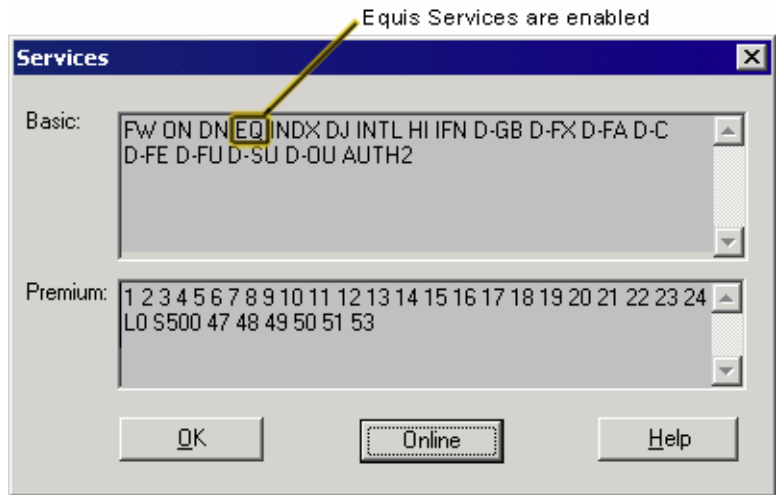 Equis Services are enabled
Services
Basic:
FW ON DN EQ INDX DJ INTL HI IFN D-GB D-FX D-FA D-C
D-FE D-FU D-SU D-OU AUTH2
Premium:
1 2 3 4 5 6 7 8 9 10 11 12 13 14 15 16 17 18 19 20 21 22 23 24
L0 S500 47 48 49 50 51 53
OK
Online
Help